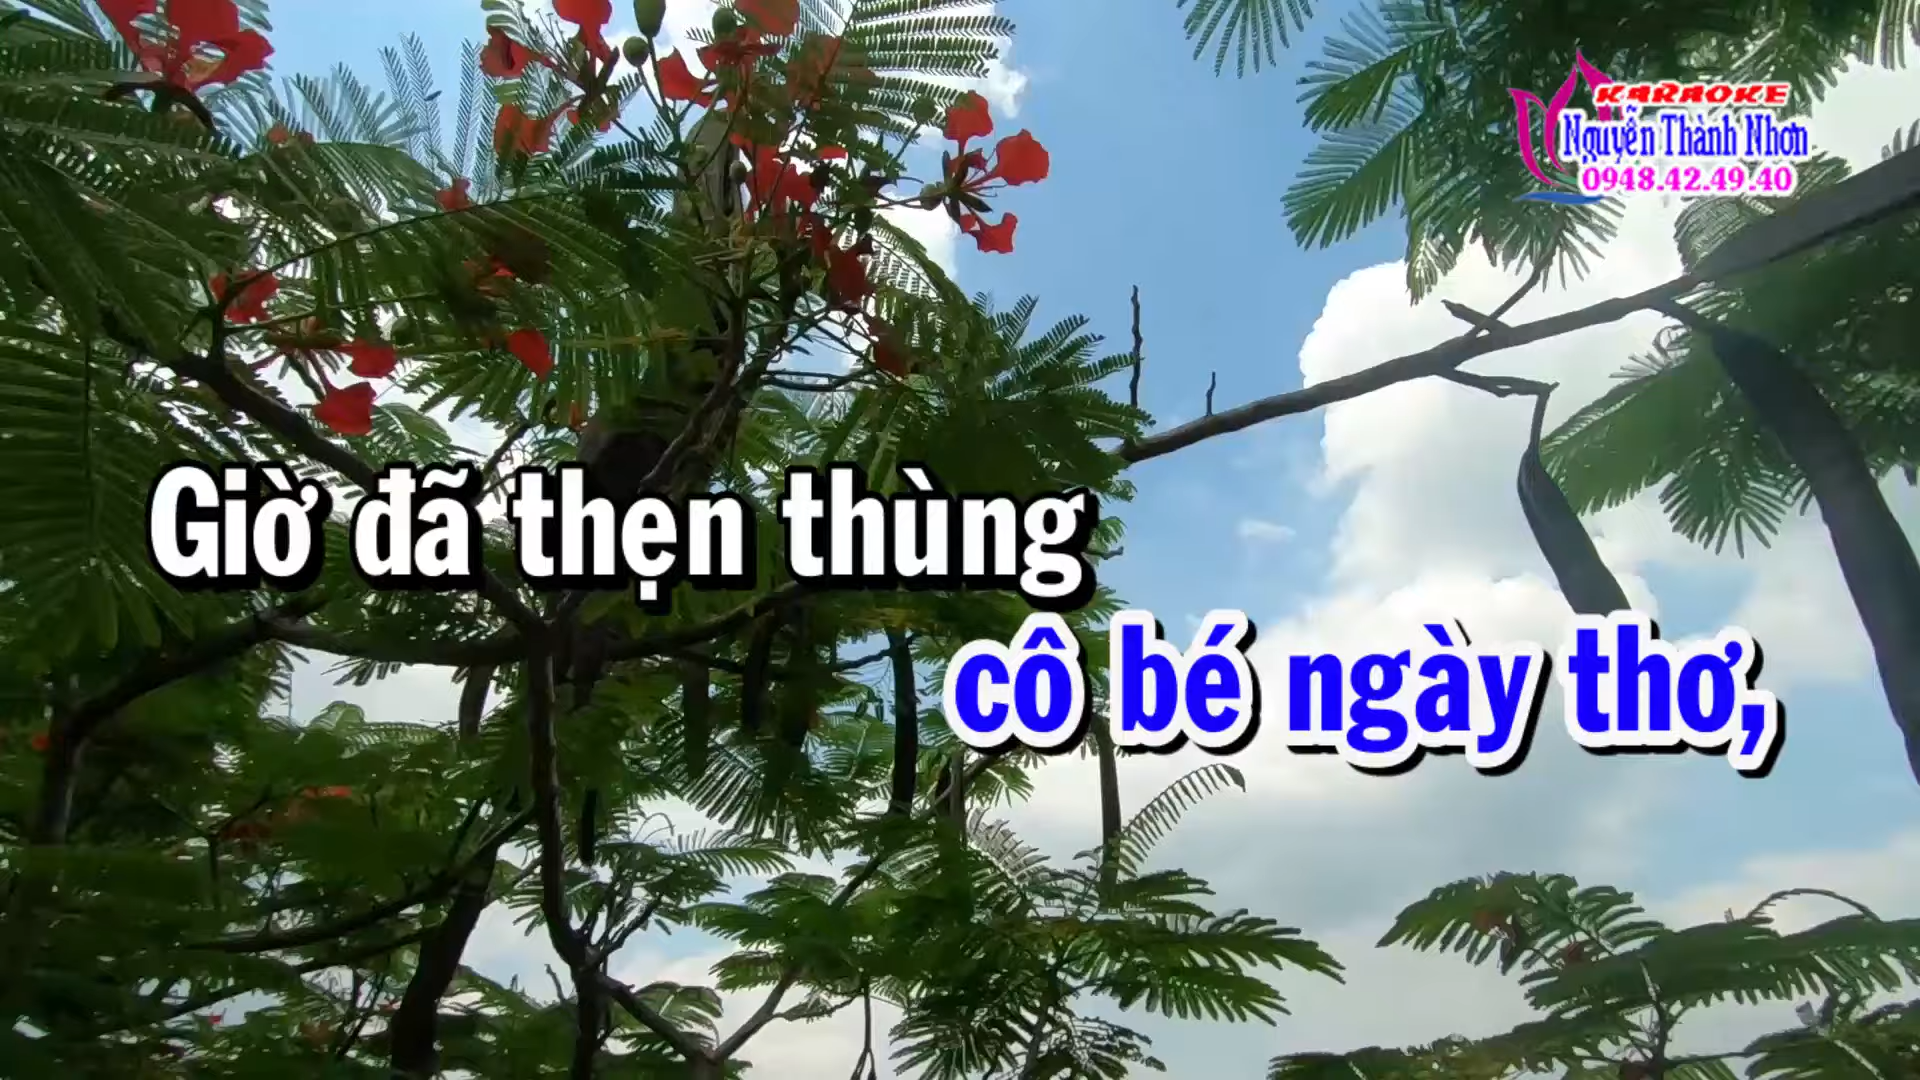 KARAOKE
Nguyễn Thành Nhơn
0948.42.49.40
Giờ đã thẹn thùng
cô bé ngày thơ,